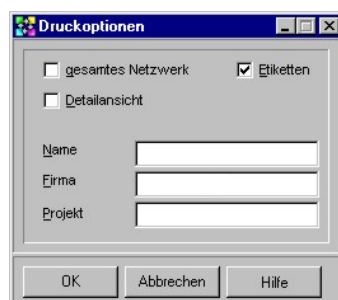 Druckoptionen
gesamtes Netzwerk Etiketten
Detailansicht
Name
Firma
Projekt
OK Abbrechen Hilfe